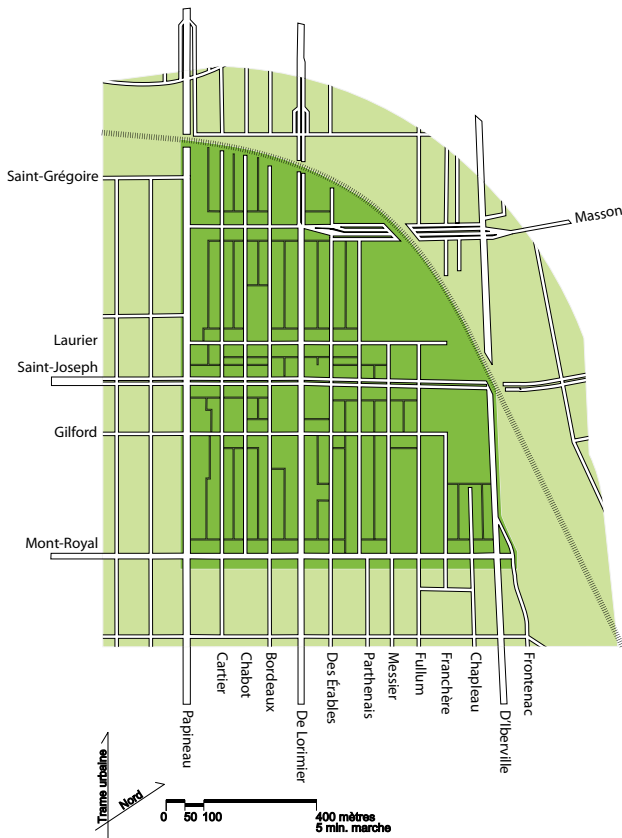 Saint-Grégoire
Masson
Laurier
Saint-Joseph
Gilford
Mont-Royal
Papineau
Cartier
Chabot
Bordeaux
De Lorimier
Des Érables
Parthenais
Messier
Fullum
Franchère
Chapleau
D'Iberville
Frontenac
Trame urbaine
Nord
0 50 100 400 mètres
5 min. marche